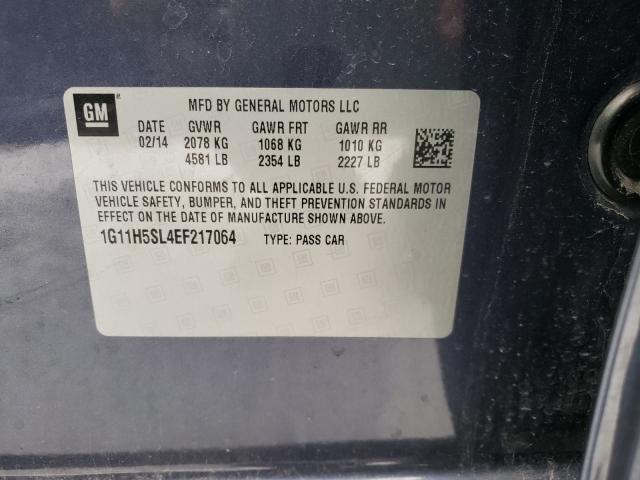 GM
MFD BY GENERAL MOTORS LLC
DATE GVWR GAWR FRT GAWR RR
02/14 2078 KG 1068 KG 1010 KG
4581 LB 2354 LB 2227 LB
THIS VEHICLE CONFORMS TO ALL APPLICABLE U.S. FEDERAL MOTOR
VEHICLE SAFETY, BUMPER, AND THEFT PREVENTION STANDARDS IN
EFFECT ON THE DATE OF MANUFACTURE SHOWN ABOVE.
1G11H5SL4EF217064 TYPE: PASS CAR